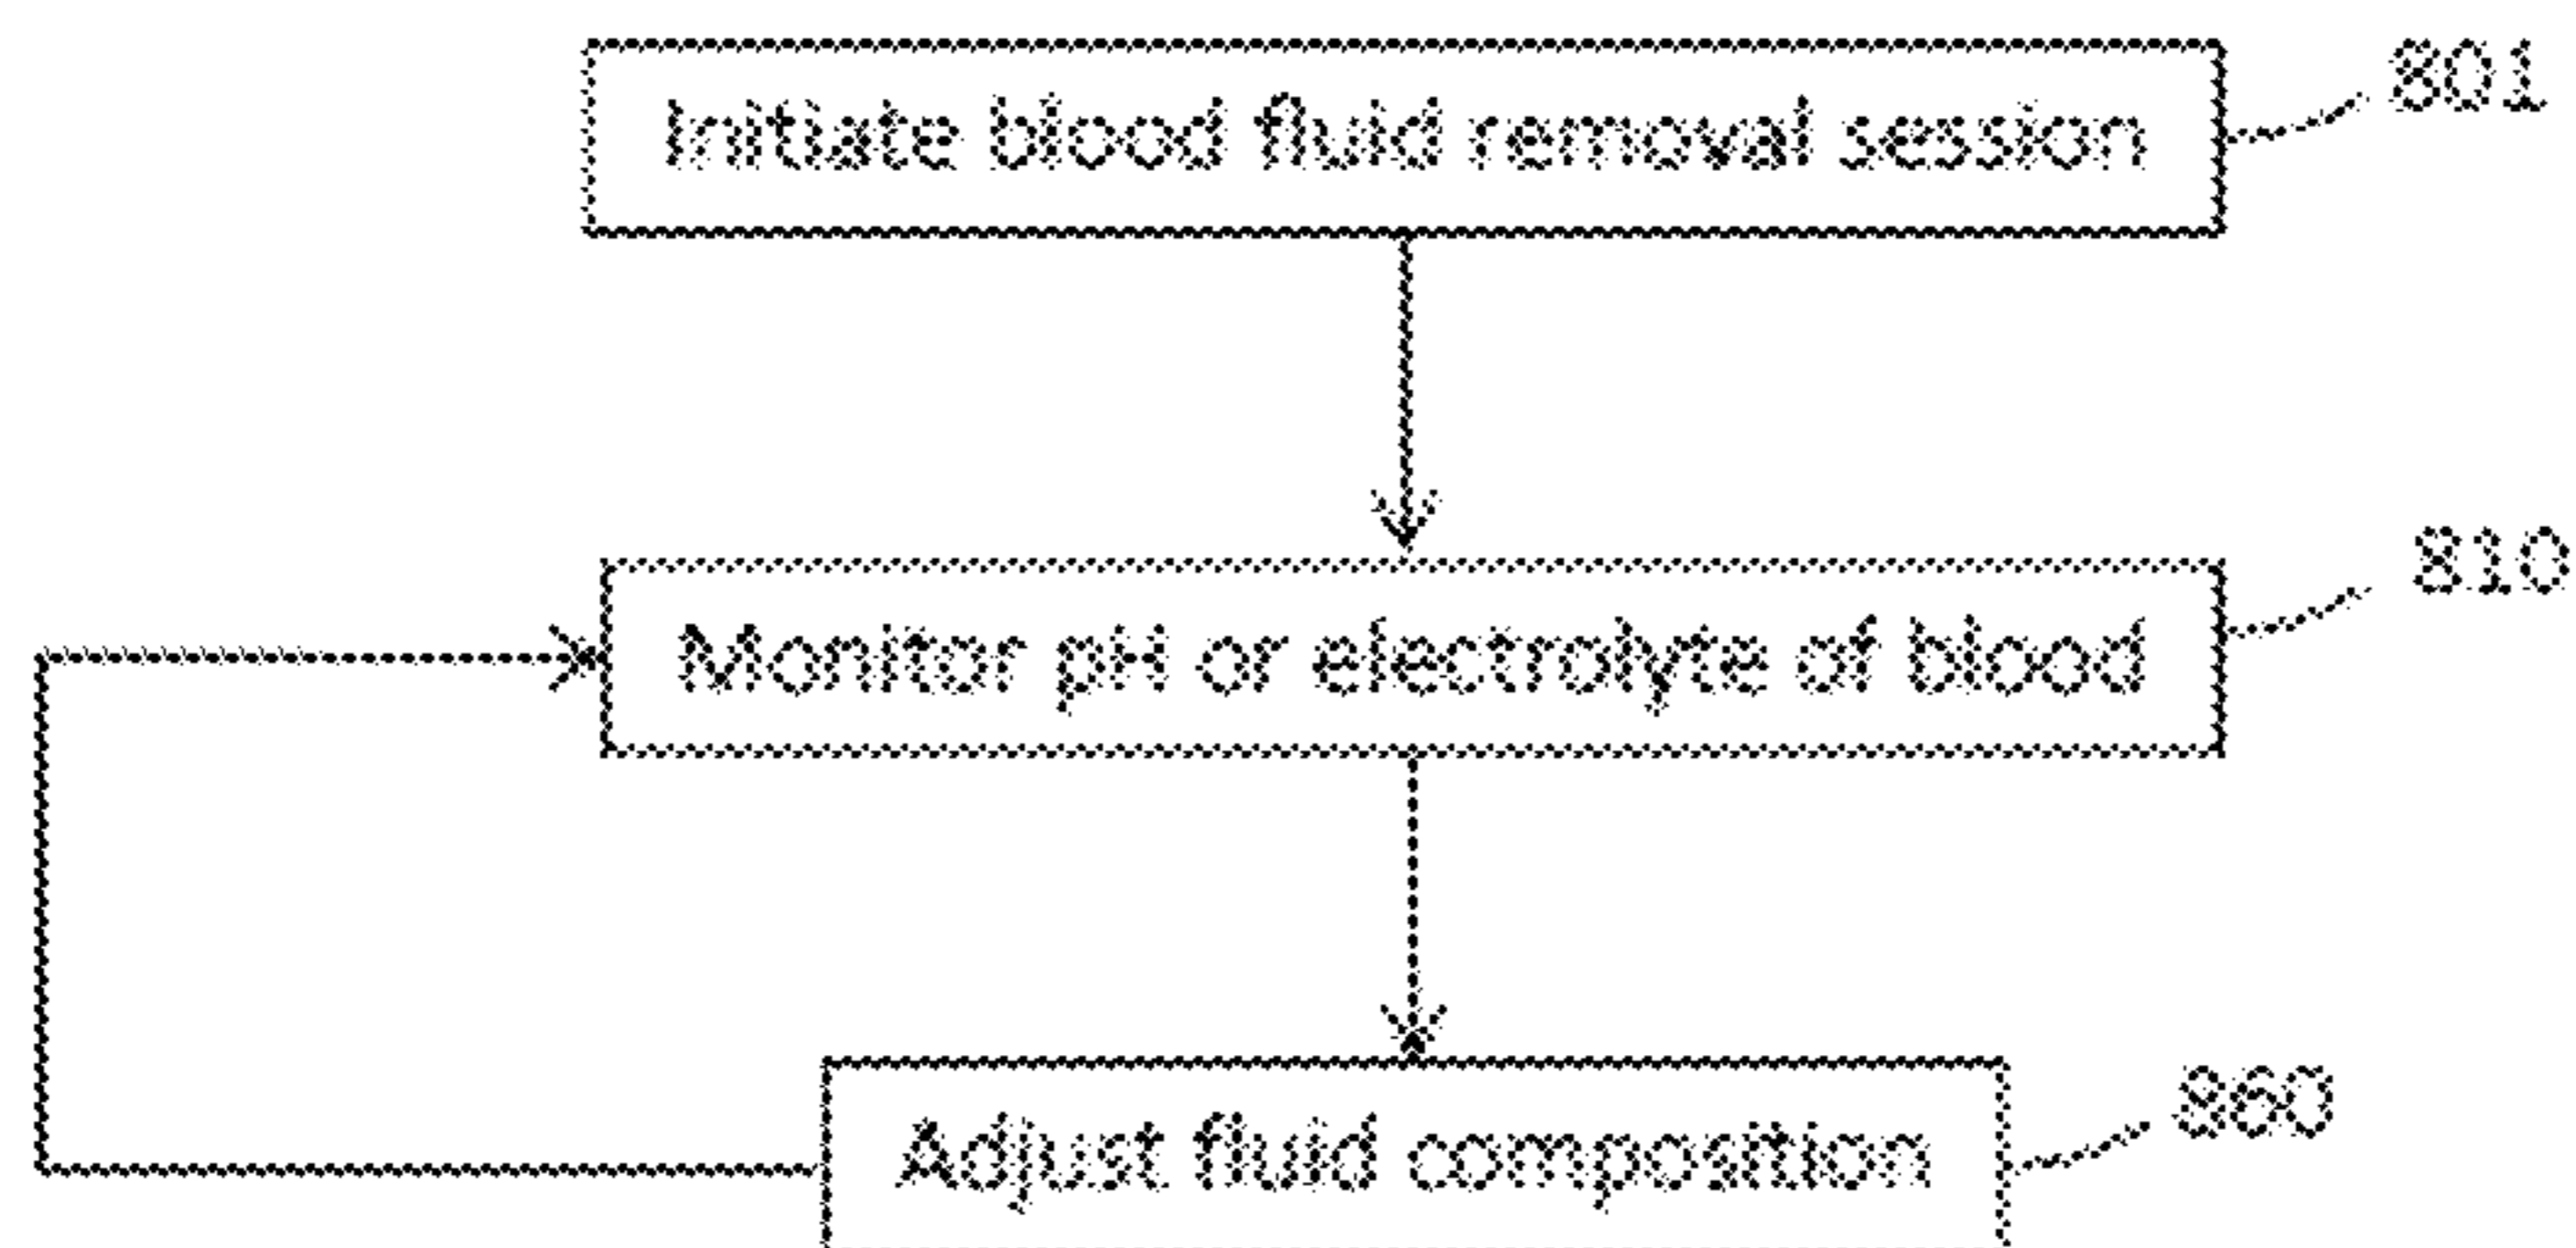 Initiate blood fluid removal session
801
Monitor pH or electrolyte of blood
810
Adjust fluid composition
860